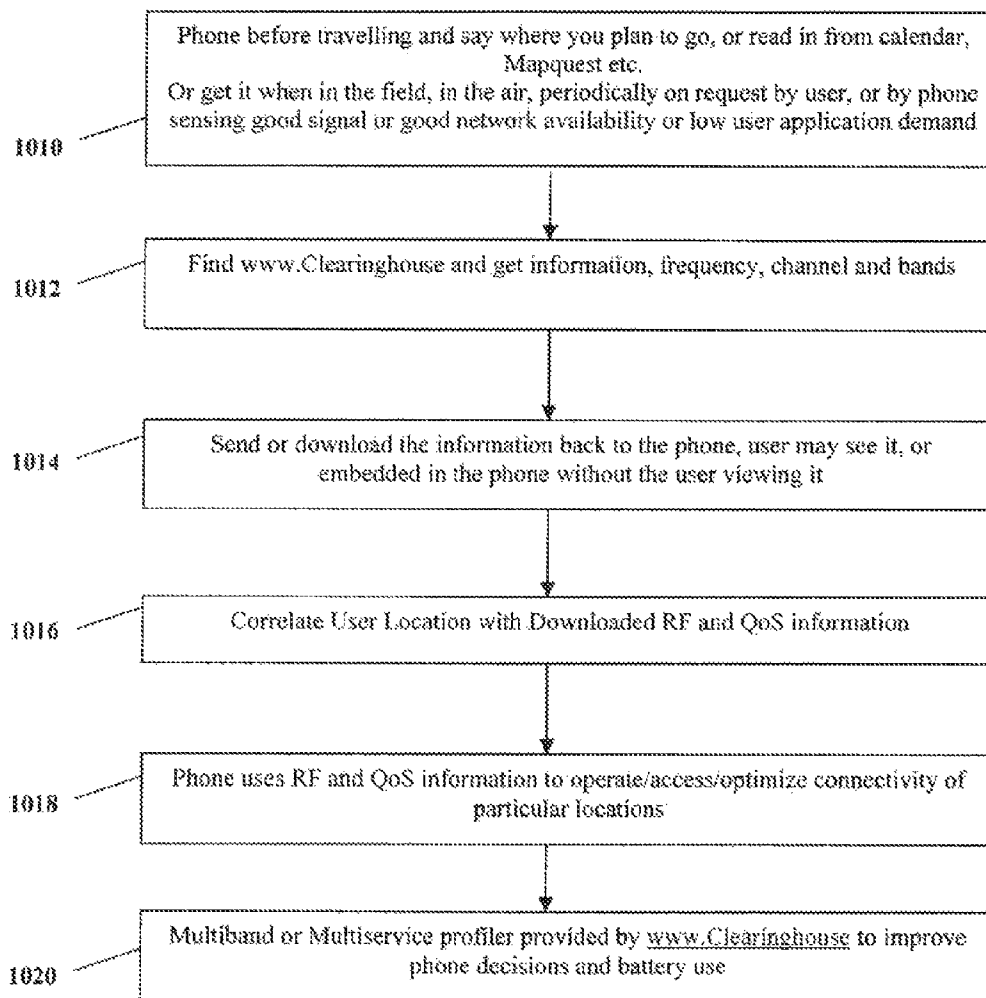 Phone before travelling and say where you plan to go, or read in from calendar,
Mapquest etc.
Or get it when in the field, in the air, periodically on request by user, or by phone
sensing good signal or good network availability or low user application demand
1010
Find www.Clearinghouse and get information, frequency, channel and bands
1012
Send or download the information back to the phone, user may see it, or
embedded in the phone without the user viewing it
1014
Correlate User Location with Downloaded RF and QoS information
1016
Phone uses RF and QoS information to operate/access/optimize connectivity of
particular locations
1018
Multiband or Multiservice profiler provided by www.Clearinghouse to improve
phone decisions and battery use
1020